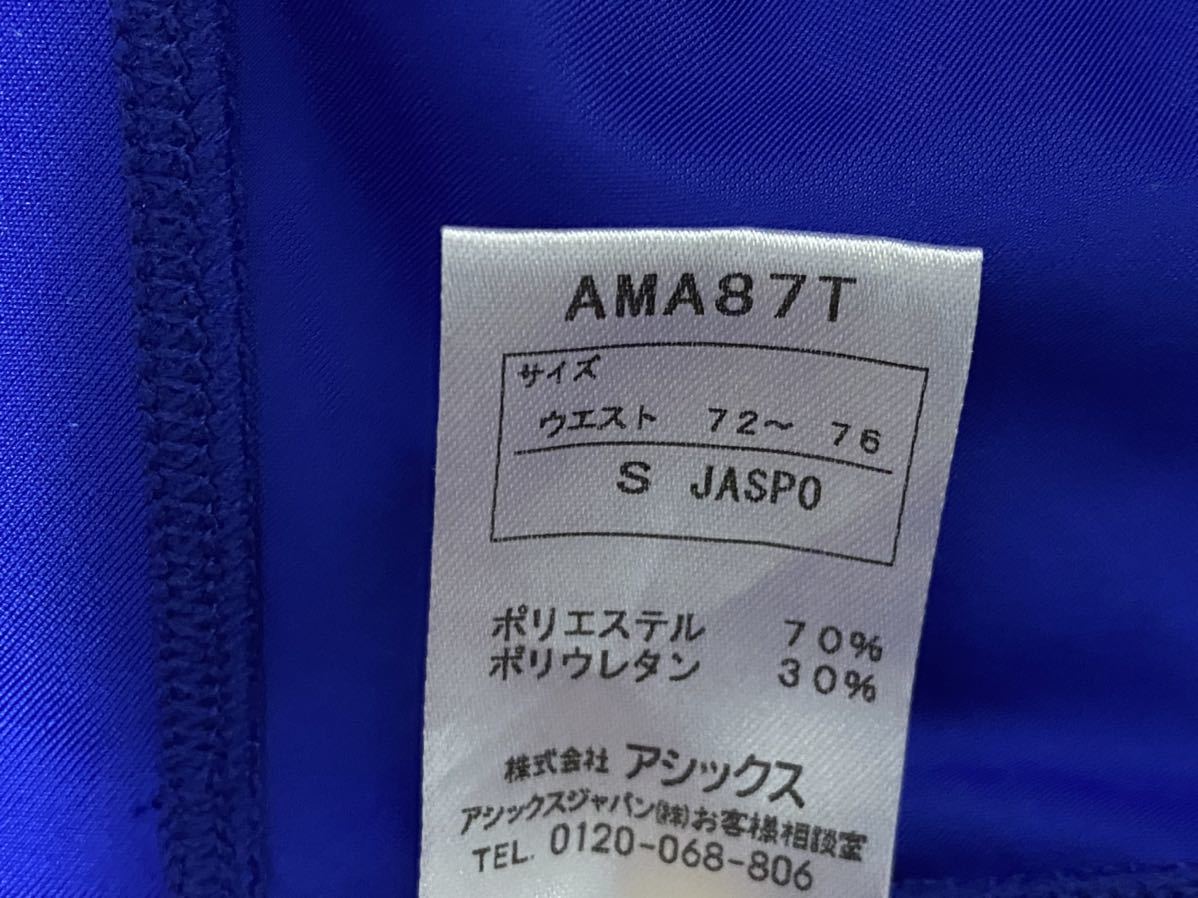 AMA87T
サイズ
ウエスト 72～ 76
S JASPO
ポリエステル 70%
ポリウレタン 30%
株式会社 アシックス
アシックスジャパン㈱お客様相談室
TEL. 0120-068-806